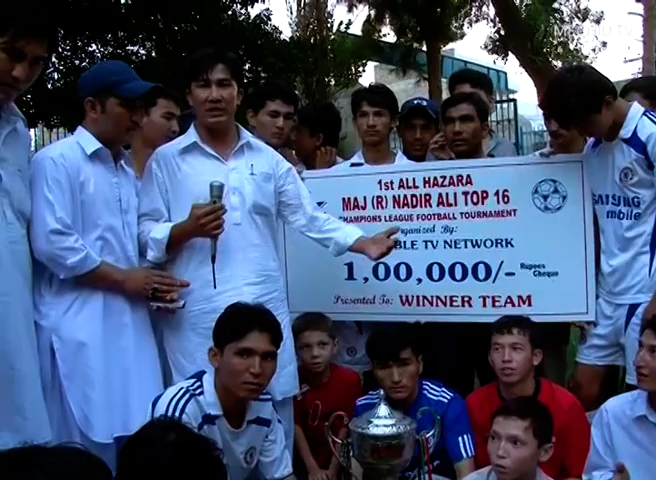 1st ALL HAZARA
MAJ (R) NADIR ALI TOP 16
CHAMPIONS LEAGUE FOOTBALL TOURNAMENT
Organized By:
BLE TV NETWORK
1,00,000/- Rupees
Cheque
Presented To: WINNER TEAM
SAMSUNG
mobile